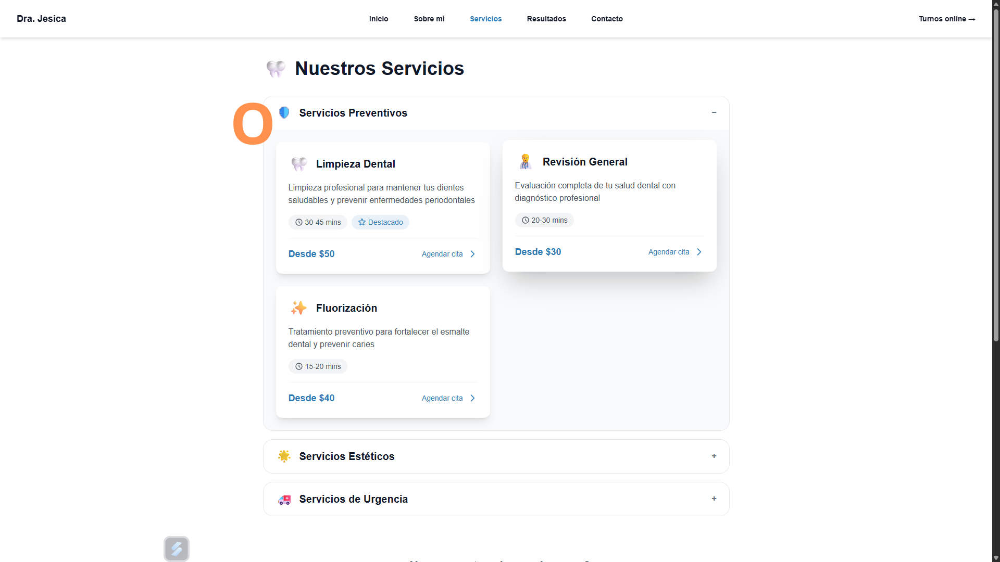 Dra. Jesica
Inicio
Sobre mí
Servicios
Resultados
Contacto
Turnos online →
Nuestros Servicios
O
Servicios Preventivos
−
Limpieza Dental
Limpieza profesional para mantener tus dientes
saludables y prevenir enfermedades periodontales
30-45 mins
Destacado
Desde $50
Agendar cita
Revisión General
Evaluación completa de tu salud dental con
diagnóstico profesional
20-30 mins
Desde $30
Agendar cita
Fluorización
Tratamiento preventivo para fortalecer el esmalte
dental y prevenir caries
15-20 mins
Desde $40
Agendar cita
Servicios Estéticos
+
Servicios de Urgencia
+